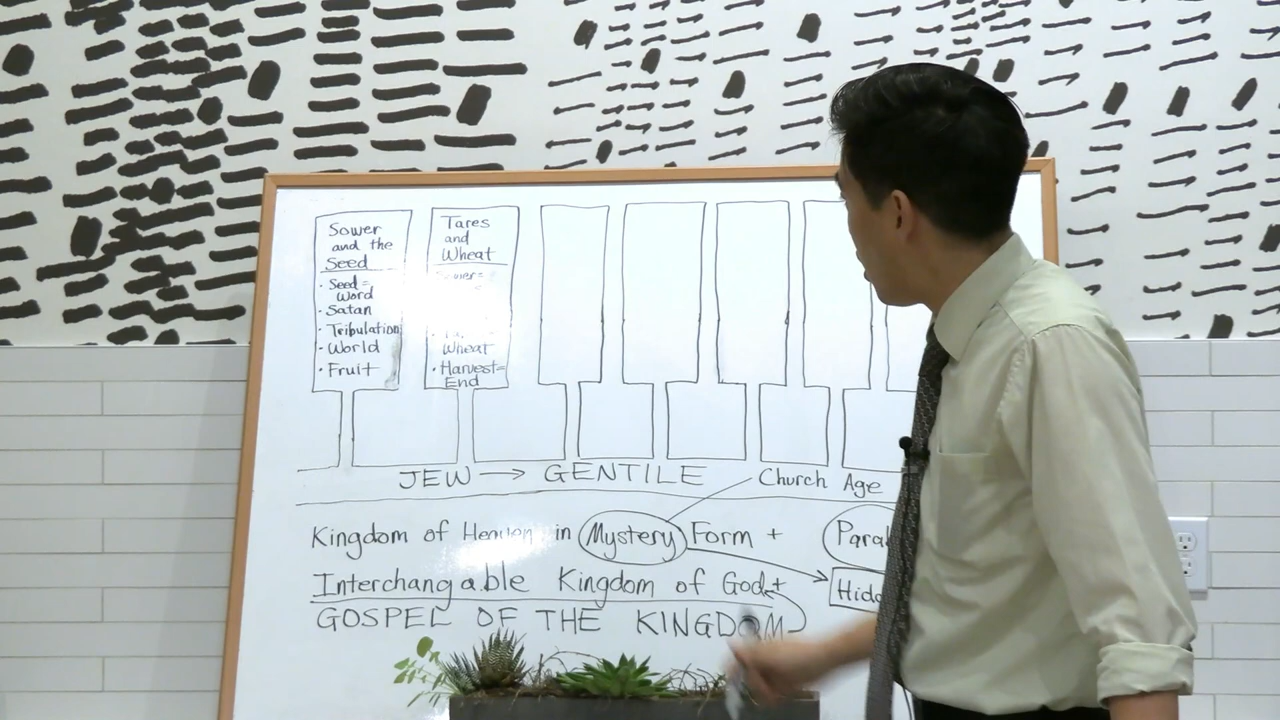 Sower
and the
Seed
· Seed =
Word
· Satan
· Tribulation
· World
· Fruit
Tares
and
Wheat
Wheat
· Harvest=
End
JEW → GENTILE
Church Age
Kingdom of Heaven in Mystery Form +
Interchangable Kingdom of God+
GOSPEL OF THE KINGDOM